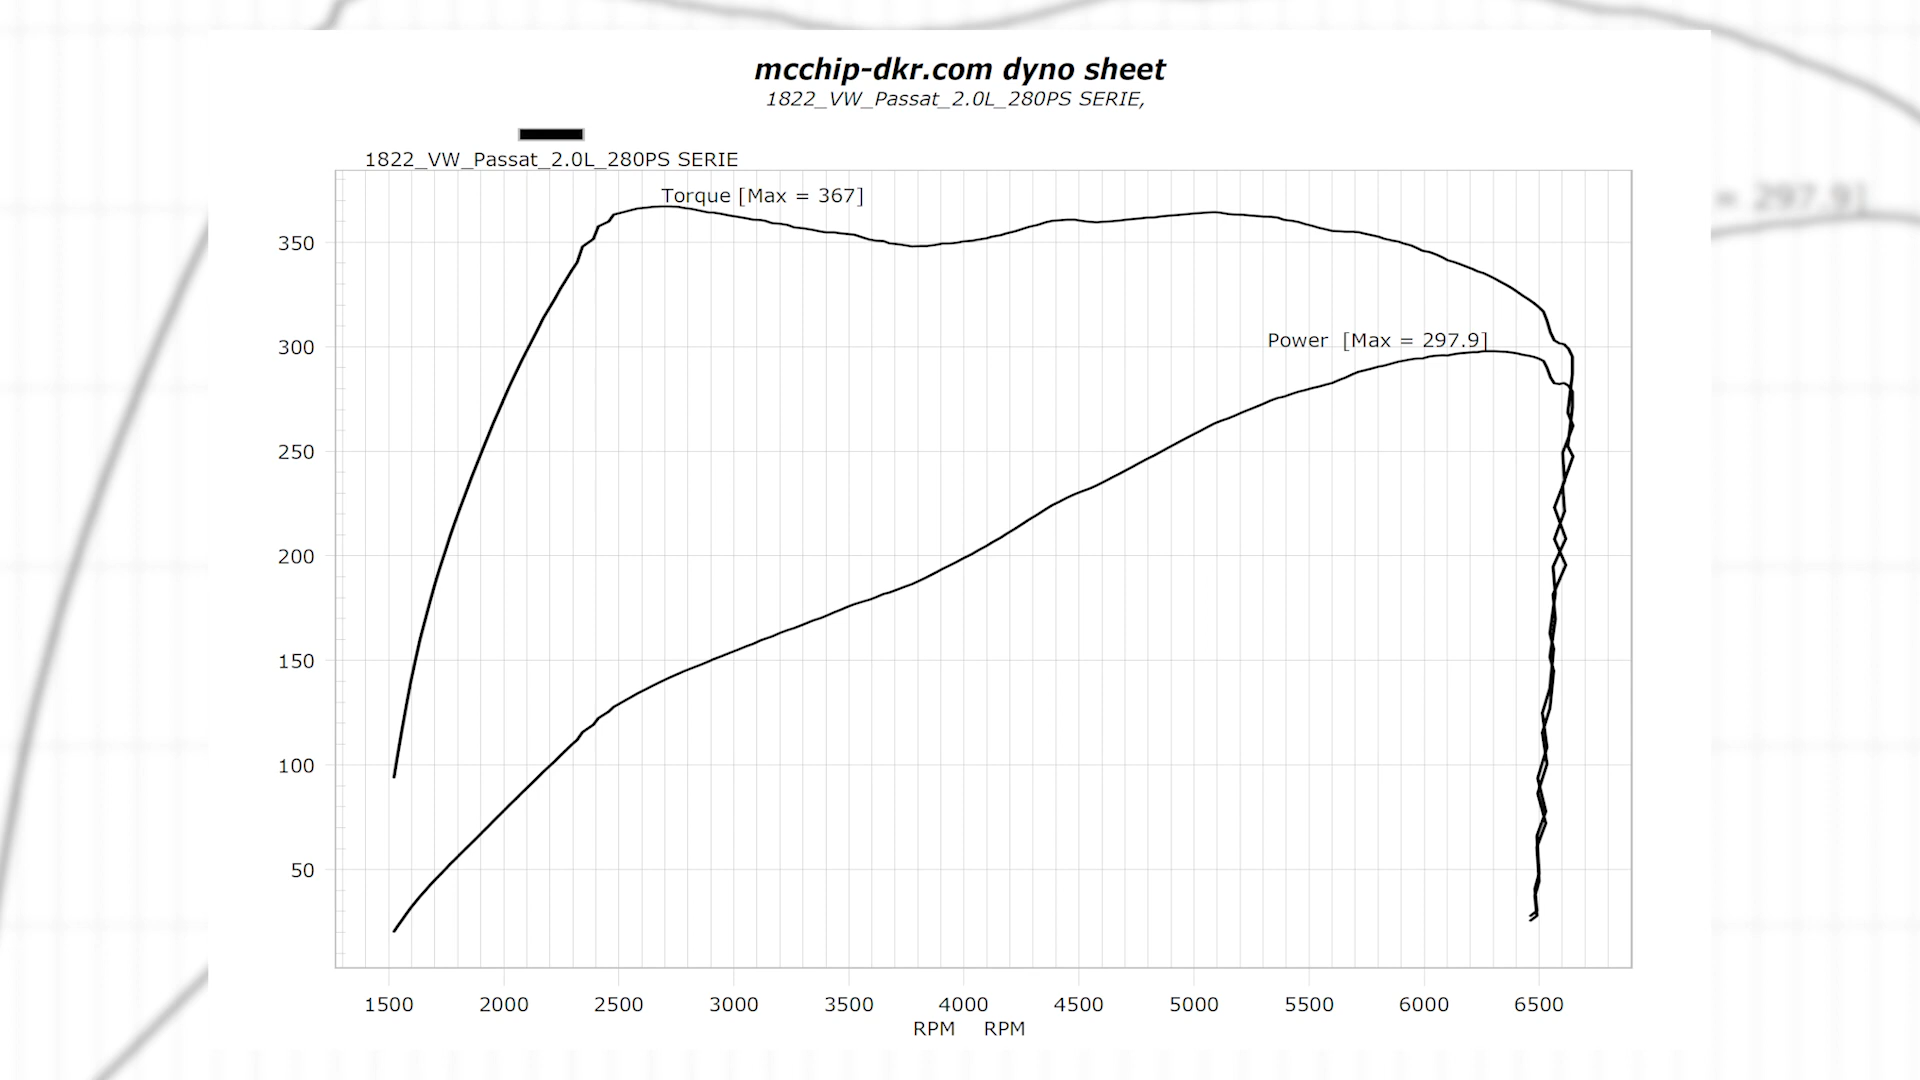 mcchip-dkr.com dyno sheet
1822_VW_Passat_2.0L_280PS SERIE,
1822_VW_Passat_2.0L_280PS SERIE
Torque [Max = 367]
= 297.9]
350
300
Power [Max = 297.9]
250
200
150
100
50
1500 2000 2500 3000 3500 4000 4500 5000 5500 6000 6500
RPM RPM